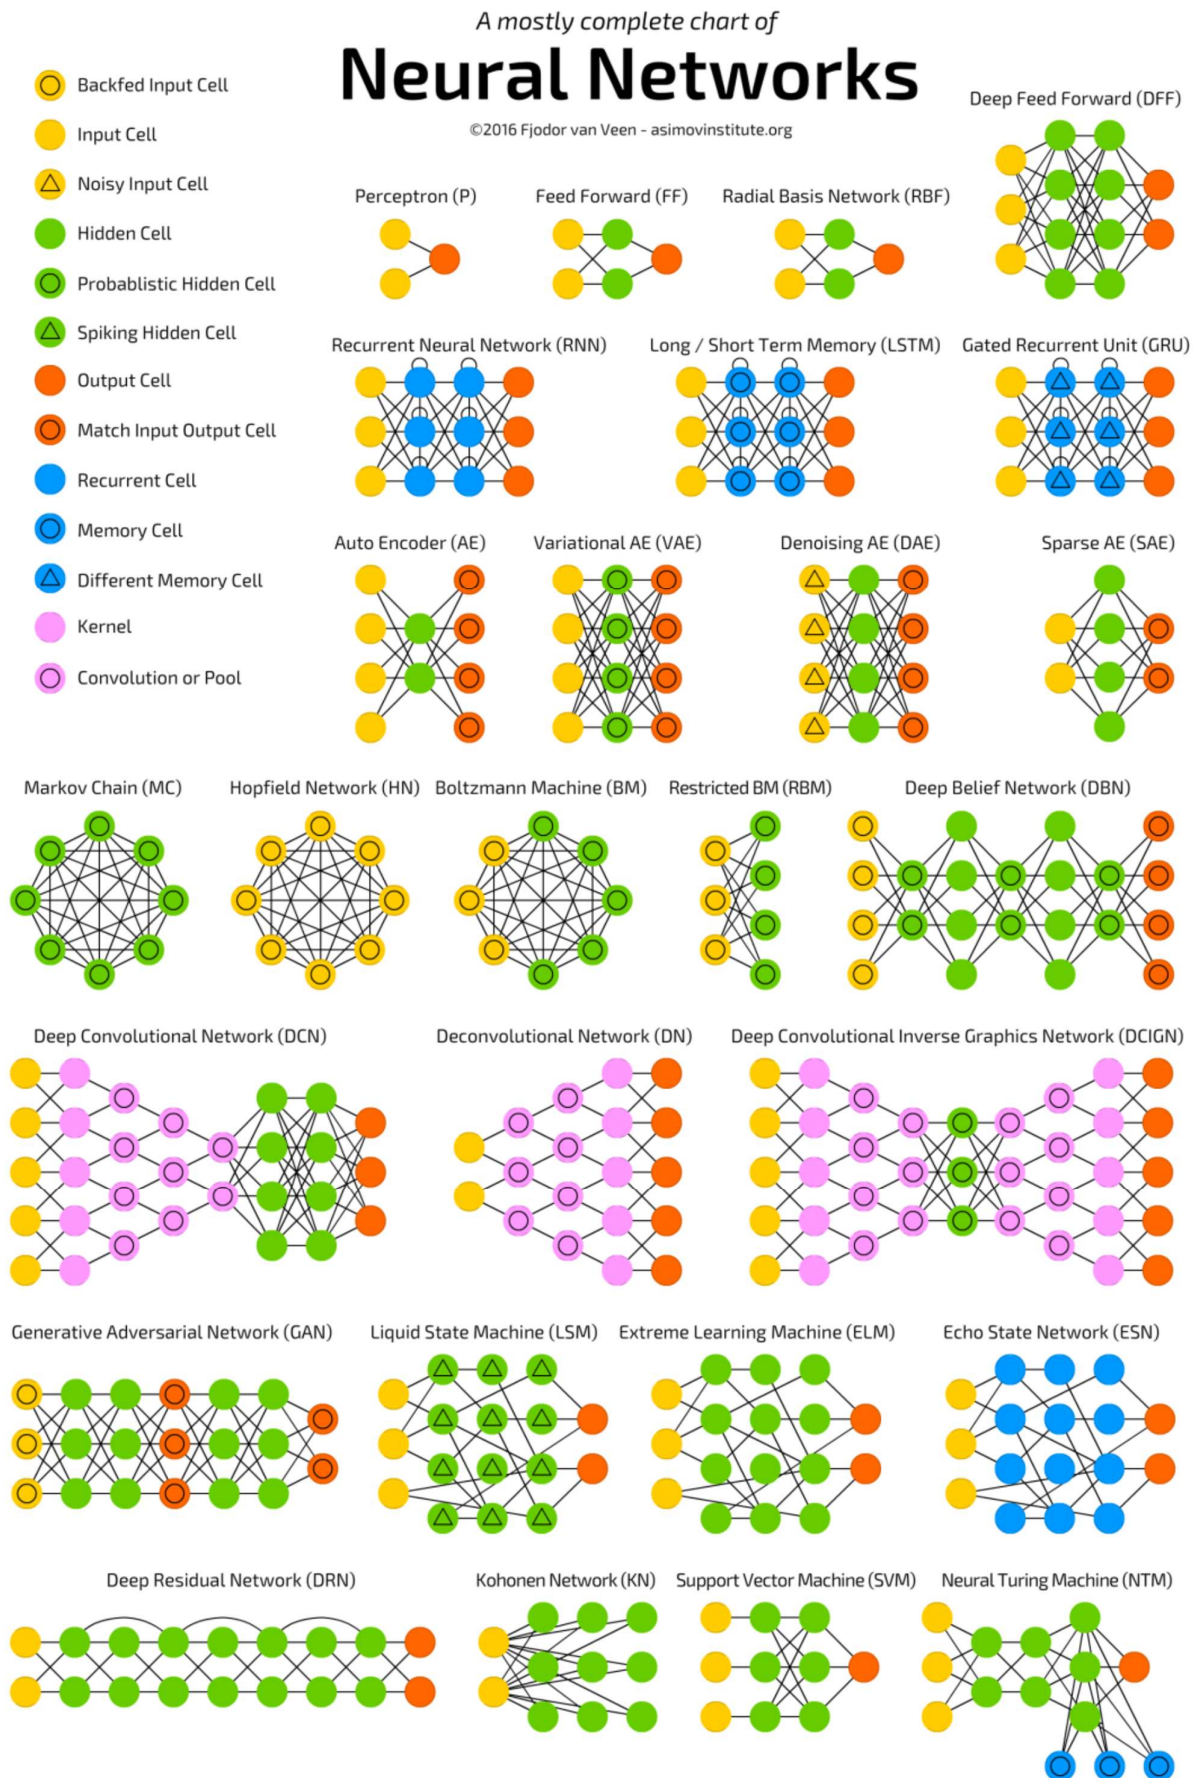 A mostly complete chart of
Neural Networks
©2016 Fjodor van Veen - asimovinstitute.org
Backfed Input Cell
Input Cell
Noisy Input Cell
Hidden Cell
Probablistic Hidden Cell
Spiking Hidden Cell
Output Cell
Match Input Output Cell
Recurrent Cell
Memory Cell
Different Memory Cell
Kernel
Convolution or Pool
Deep Feed Forward (DFF)
Perceptron (P)
Feed Forward (FF)
Radial Basis Network (RBF)
Recurrent Neural Network (RNN)
Long / Short Term Memory (LSTM)
Gated Recurrent Unit (GRU)
Auto Encoder (AE)
Variational AE (VAE)
Denoising AE (DAE)
Sparse AE (SAE)
Markov Chain (MC)
Hopfield Network (HN)
Boltzmann Machine (BM)
Restricted BM (RBM)
Deep Belief Network (DBN)
Deep Convolutional Network (DCN)
Deconvolutional Network (DN)
Deep Convolutional Inverse Graphics Network (DCIGN)
Generative Adversarial Network (GAN)
Liquid State Machine (LSM)
Extreme Learning Machine (ELM)
Echo State Network (ESN)
Deep Residual Network (DRN)
Kohonen Network (KN)
Support Vector Machine (SVM)
Neural Turing Machine (NTM)